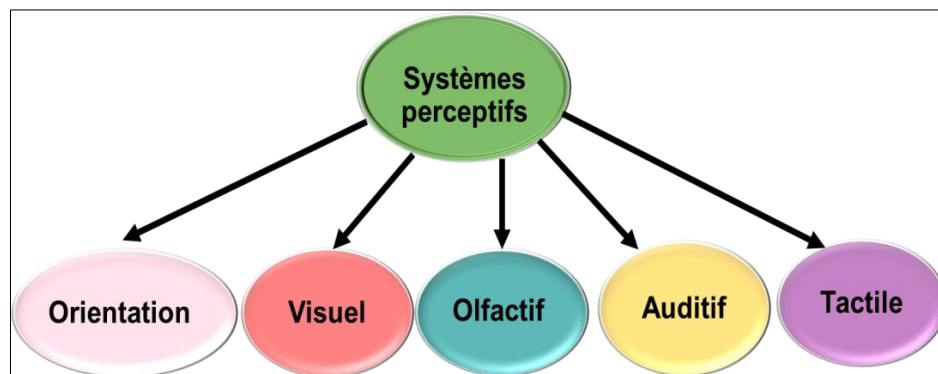 Systèmes
perceptifs
Orientation
Visuel
Olfactif
Auditif
Tactile